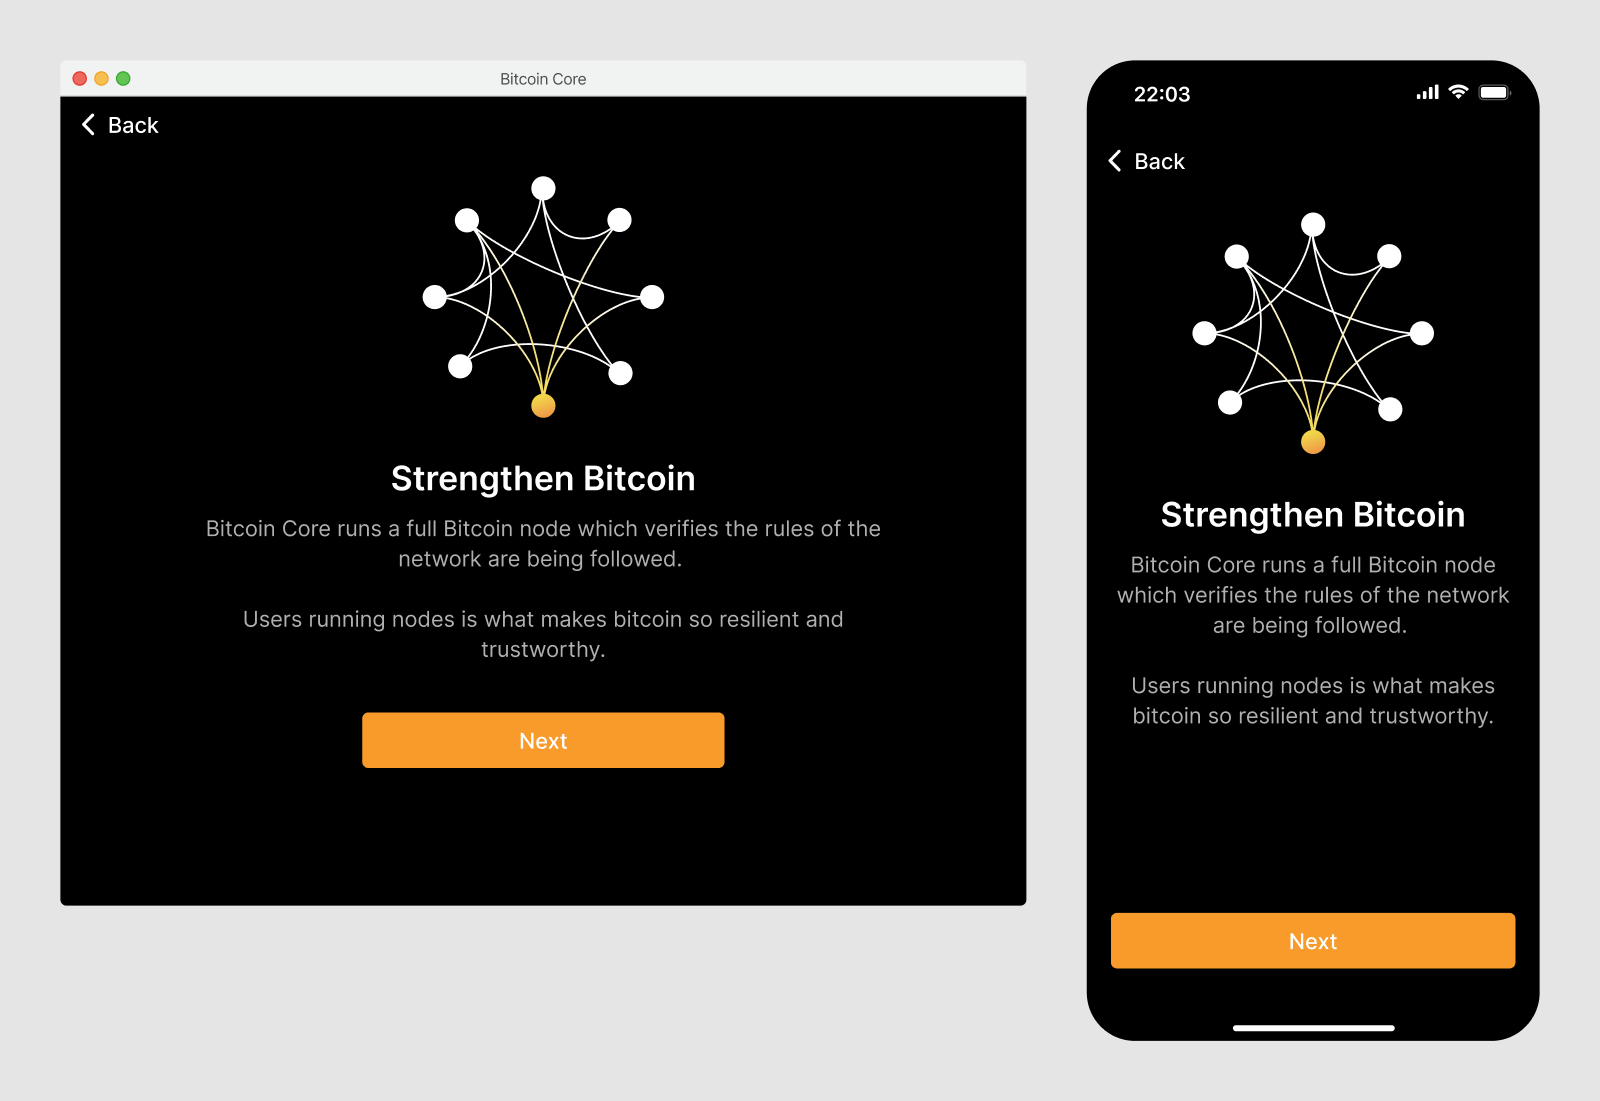 Bitcoin Core
Back
Strengthen Bitcoin
Bitcoin Core runs a full Bitcoin node which verifies the rules of the
network are being followed.
Users running nodes is what makes bitcoin so resilient and
trustworthy.
Next
22:03
Back
Strengthen Bitcoin
Bitcoin Core runs a full Bitcoin node
which verifies the rules of the network
are being followed.
Users running nodes is what makes
bitcoin so resilient and trustworthy.
Next